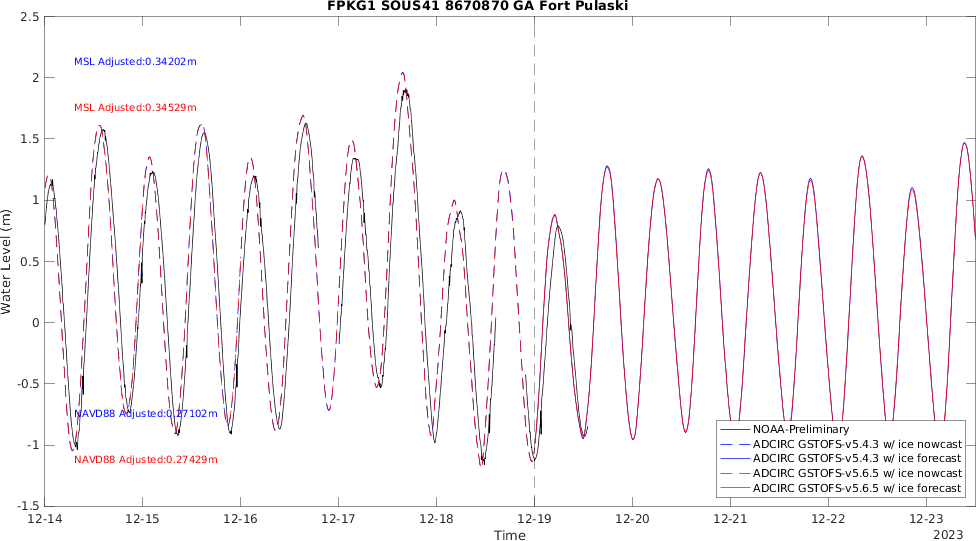 FPKG1 SOUS41 8670870 GA Fort Pulaski
2.5
2
1.5
1
0.5
0
-0.5
-1
-1.5
Water Level (m)
MSL Adjusted:0.34202m
MSL Adjusted:0.34529m
NAVD88 Adjusted:0.27102m
NAVD88 Adjusted:0.27429m
NOAA-Preliminary
ADCIRC GSTOFS-v5.4.3 w/ ice nowcast
ADCIRC GSTOFS-v5.4.3 w/ ice forecast
ADCIRC GSTOFS-v5.6.5 w/ ice nowcast
ADCIRC GSTOFS-v5.6.5 w/ ice forecast
12-14 12-15 12-16 12-17 12-18 12-19 12-20 12-21 12-22 12-23
Time
2023